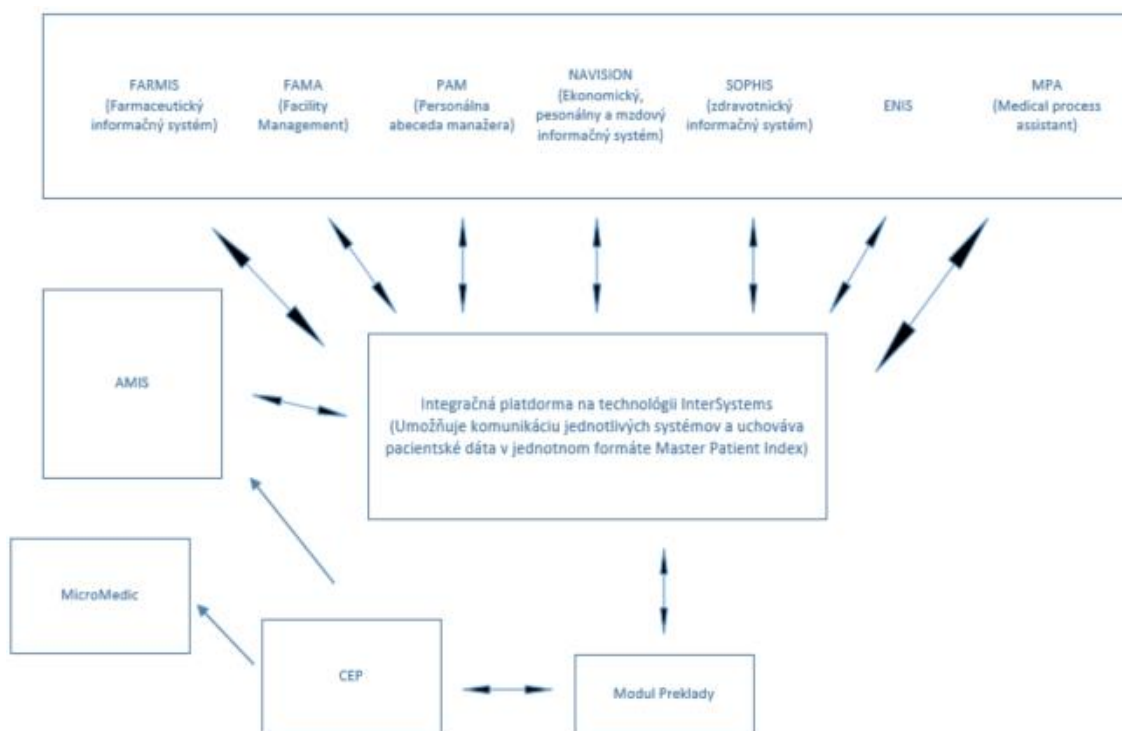 FARMIS
(Farmaceutický
informačný systém)
FAMA
(Facility
Management)
PAM
(Personálna
abeceda manažera)
NAVISION
(Ekonomický,
pesonálny a mzdový
informačný systém)
SOPHIS
(zdravotnický
informačný systém)
ENIS
MPA
(Medical process
assistant)
AMIS
Integračná platdorma na technológii InterSystems
(Umožňuje komunikáciu jednotlivých systémov a uchováva
pacientské dáta v jednotnom formáte Master Patient Index)
MicroMedic
CEP
Modul Preklady